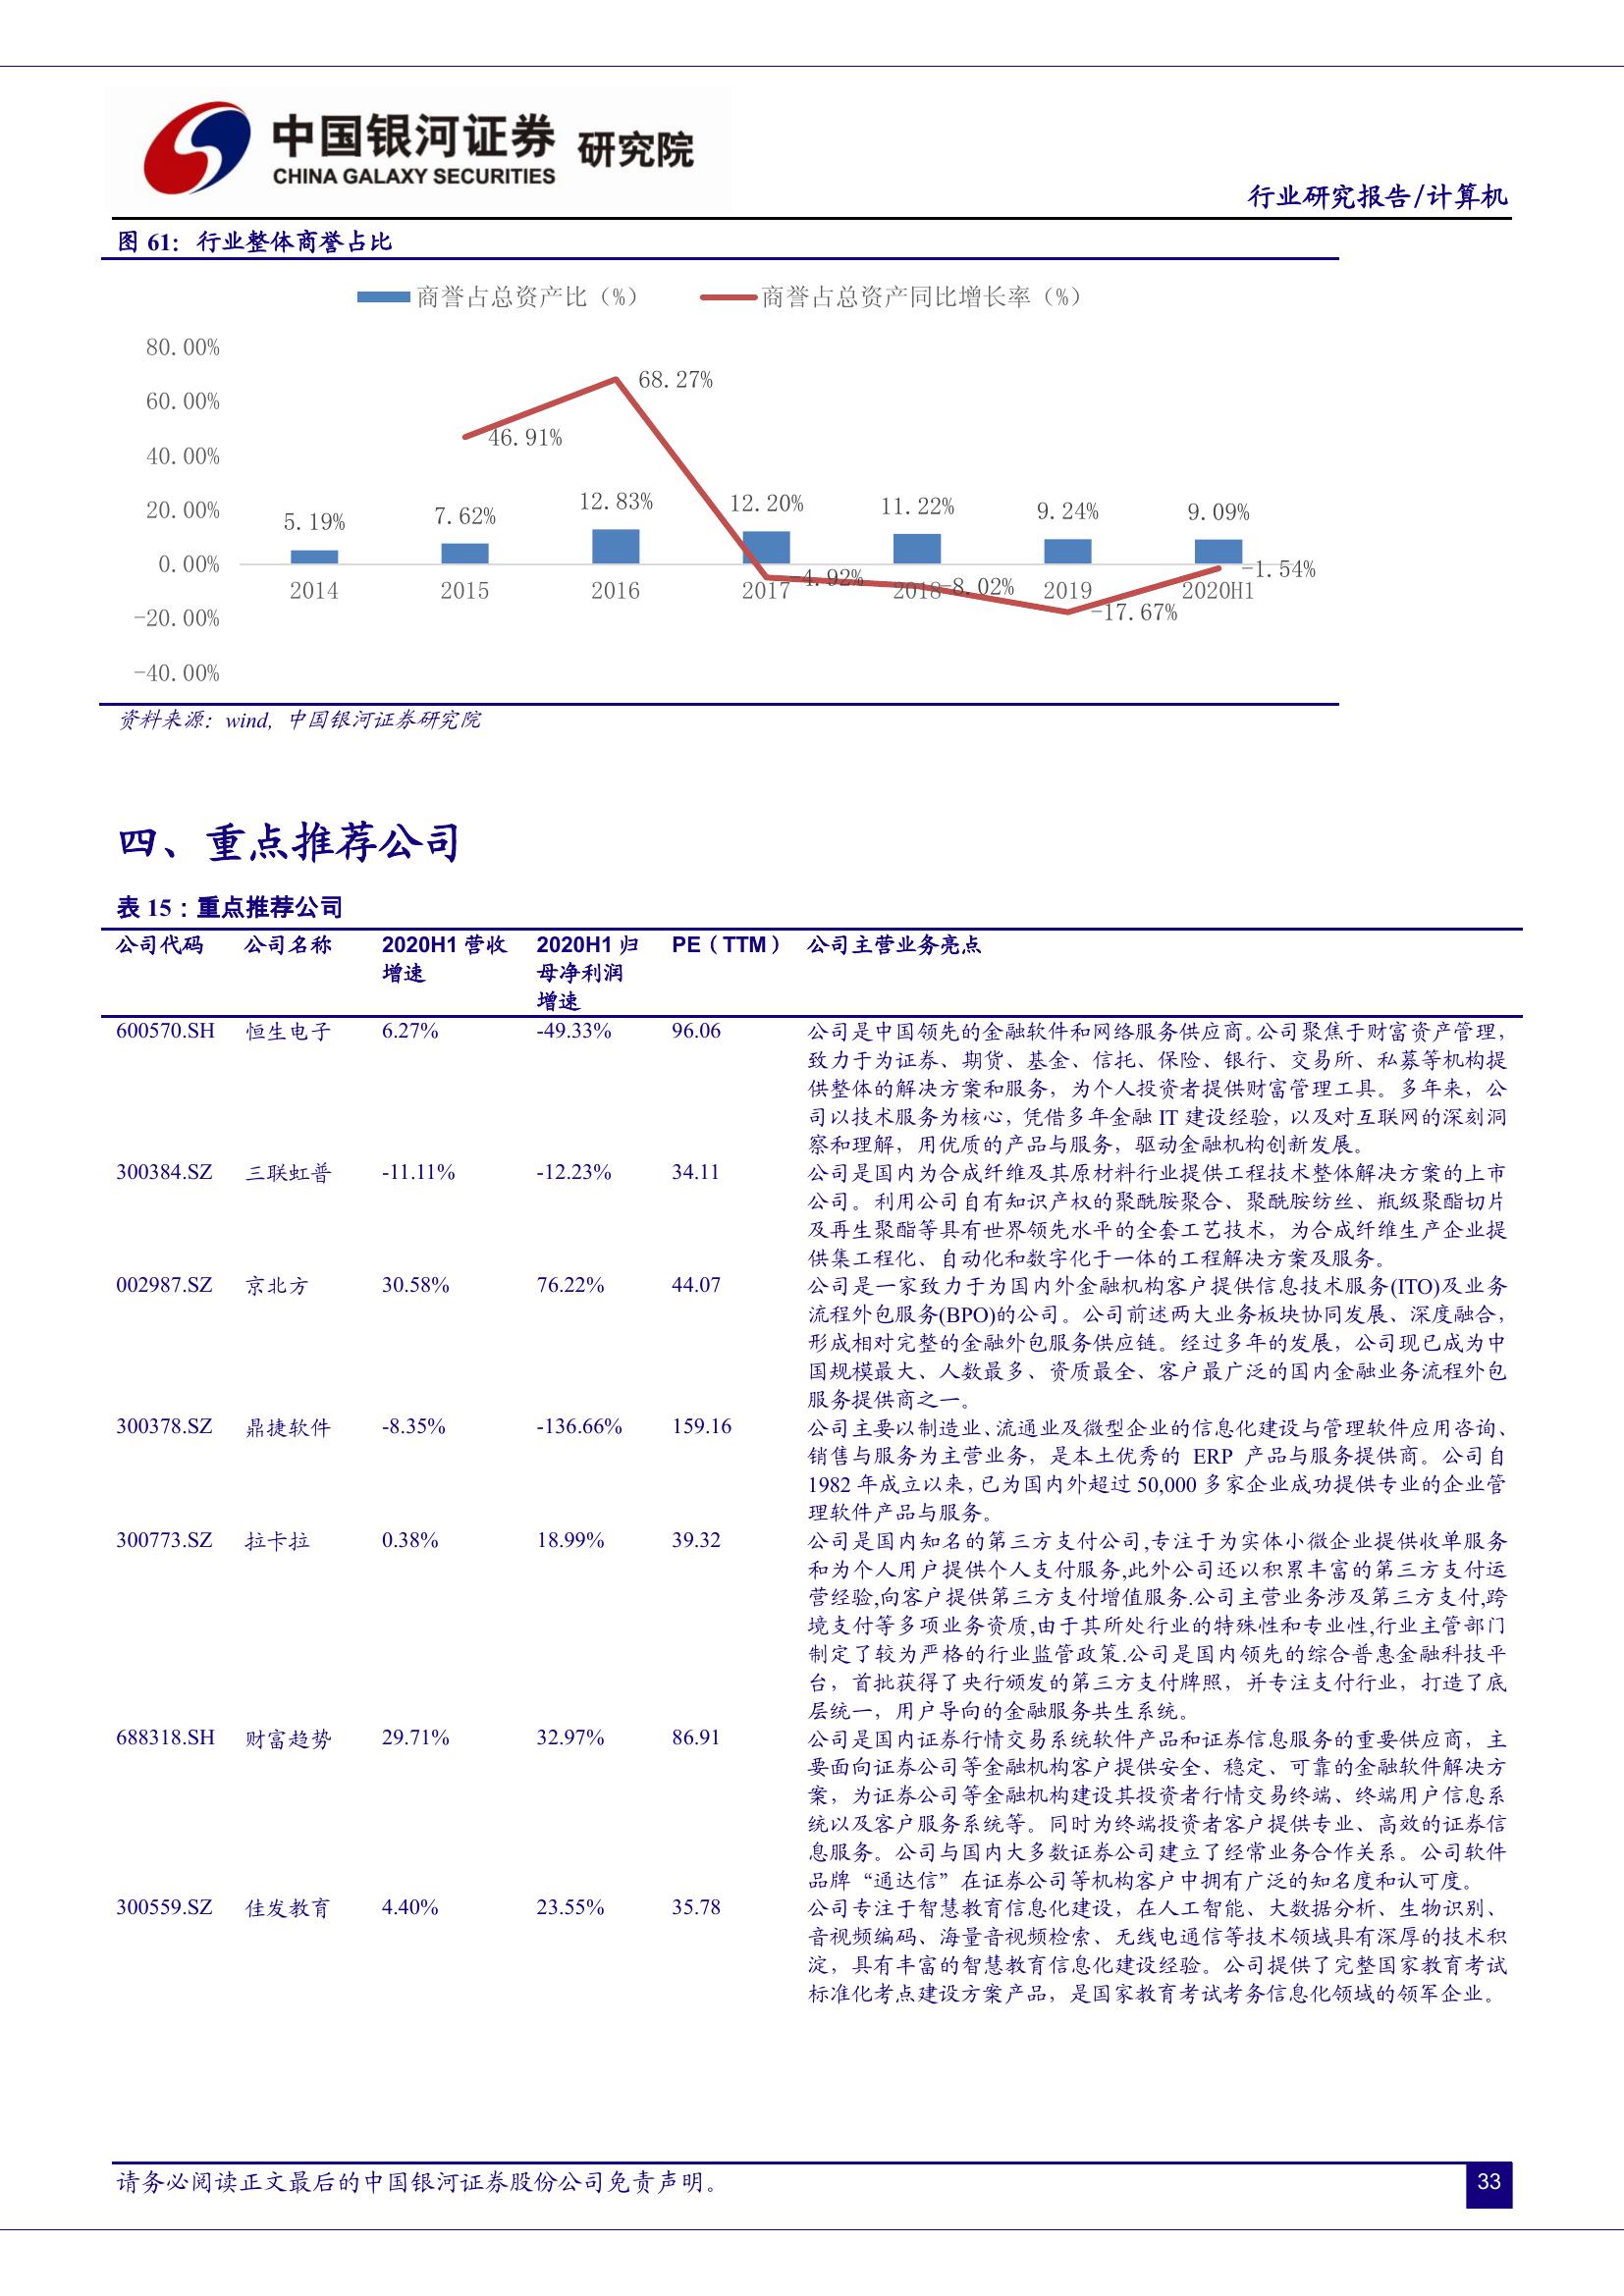 中国银河证券 研究院
CHINA GALAXY SECURITIES
行业研究报告/计算机
图 61：行业整体商誉占比
商誉占总资产比（%） 商誉占总资产同比增长率（%）
80.00%
60.00%
40.00%
20.00%
0.00%
-20.00%
-40.00%
68.27%
46.91%
5.19% 7.62% 12.83% 12.20% 11.22% 9.24% 9.09%
-4.92% -8.02% -17.67% -1.54%
2014 2015 2016 2017 2018 2019 2020H1
资料来源：wind, 中国银河证券研究院
四、重点推荐公司
表 15：重点推荐公司
公司代码 公司名称 2020H1 营收 2020H1 归 PE（TTM） 公司主营业务亮点
增速 母净利润
增速
600570.SH 恒生电子 6.27% -49.33% 96.06 公司是中国领先的金融软件和网络服务供应商。公司聚焦于财富资产管理，
致力于为证券、期货、基金、信托、保险、银行、交易所、私募等机构提
供整体的解决方案和服务，为个人投资者提供财富管理工具。多年来，公
司以技术服务为核心，凭借多年金融 IT 建设经验，以及对互联网的深刻洞
察和理解，用优质的产品与服务，驱动金融机构创新发展。
300384.SZ 三联虹普 -11.11% -12.23% 34.11 公司是国内为合成纤维及其原材料行业提供工程技术整体解决方案的上市
公司。利用公司自有知识产权的聚酰胺聚合、聚酰胺纺丝、瓶级聚酯切片
及再生聚酯等具有世界领先水平的全套工艺技术，为合成纤维生产企业提
供集工程化、自动化和数字化于一体的工程解决方案及服务。
002987.SZ 京北方 30.58% 76.22% 44.07 公司是一家致力于为国内外金融机构客户提供信息技术服务(ITO)及业务
流程外包服务(BPO)的公司。公司前述两大业务板块协同发展、深度融合，
形成相对完整的金融外包服务供应链。经过多年的发展，公司现已成为中
国规模最大、人数最多、资质最全、客户最广泛的国内金融业务流程外包
服务提供商之一。
300378.SZ 鼎捷软件 -8.35% -136.66% 159.16 公司主要以制造业、流通业及微型企业的信息化建设与管理软件应用咨询、
销售与服务为主营业务，是本土优秀的 ERP 产品与服务提供商。公司自
1982 年成立以来，已为国内外超过 50,000 多家企业成功提供专业的企业管
理软件产品与服务。
300773.SZ 拉卡拉 0.38% 18.99% 39.32 公司是国内知名的第三方支付公司,专注于为实体小微企业提供收单服务
和为个人用户提供个人支付服务,此外公司还以积累丰富的第三方支付运
营经验,向客户提供第三方支付增值服务.公司主营业务涉及第三方支付,跨
境支付等多项业务资质,由于其所处行业的特殊性和专业性,行业主管部门
制定了较为严格的行业监管政策.公司是国内领先的综合普惠金融科技平
台，首批获得了央行颁发的第三方支付牌照，并专注支付行业，打造了底
层统一，用户导向的金融服务共生系统。
688318.SH 财富趋势 29.71% 32.97% 86.91 公司是国内证券行情交易系统软件产品和证券信息服务的重要供应商，主
要面向证券公司等金融机构客户提供安全、稳定、可靠的金融软件解决方
案，为证券公司等金融机构建设其投资者行情交易终端、终端用户信息系
统以及客户服务系统等。同时为终端投资者客户提供专业、高效的证券信
息服务。公司与国内大多数证券公司建立了经常业务合作关系。公司软件
品牌“通达信”在证券公司等机构客户中拥有广泛的知名度和认可度。
300559.SZ 佳发教育 4.40% 23.55% 35.78 公司专注于智慧教育信息化建设，在人工智能、大数据分析、生物识别、
音视频编码、海量音视频检索、无线电通信等技术领域具有深厚的技术积
淀，具有丰富的智慧教育信息化建设经验。公司提供了完整国家教育考试
标准化考点建设方案产品，是国家教育考试考务信息化领域的领军企业。
请务必阅读正文最后的中国银河证券股份公司免责声明。
33